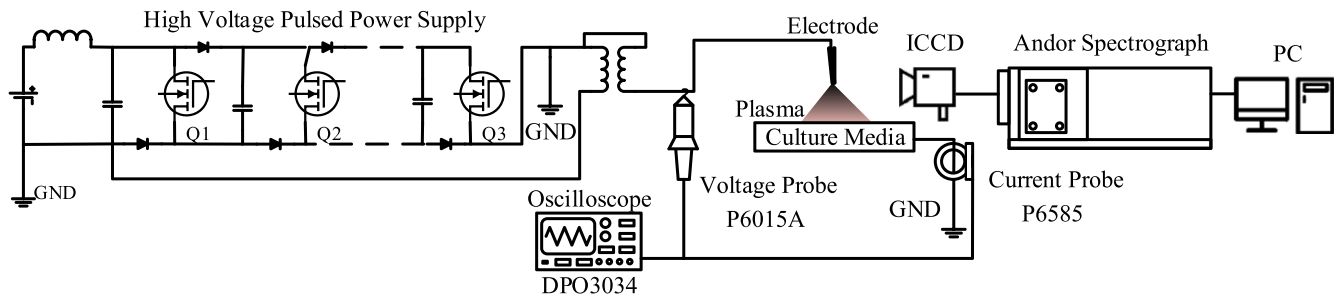 High Voltage Pulsed Power Supply
Q1
Q2
Q3
GND
GND
Electrode
Plasma
Culture Media
ICCD
Andor Spectrograph
PC
Voltage Probe
P6015A
Current Probe
P6585
GND
Oscilloscope
DPO3034